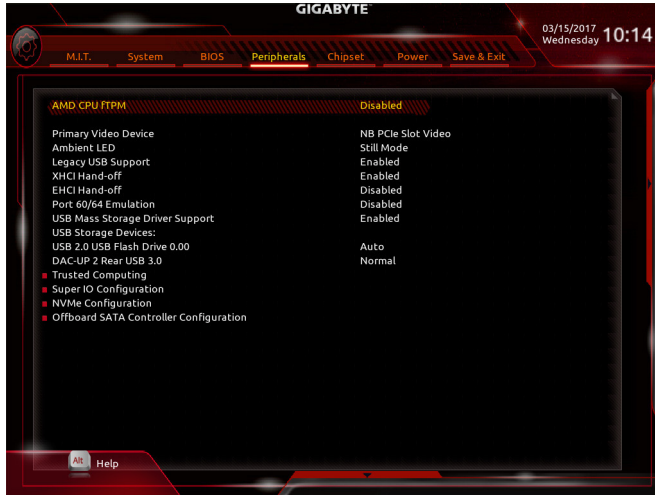 GIGABYTE
03/15/2017
Wednesday
10:14
M.I.T. System BIOS Peripherals Chipset Power Save & Exit
AMD CPU fTPM Disabled
Primary Video Device NB PCIe Slot Video
Ambient LED Still Mode
Legacy USB Support Enabled
XHCI Hand-off Enabled
EHCI Hand-off Disabled
Port 60/64 Emulation Disabled
USB Mass Storage Driver Support Enabled
USB Storage Devices:
USB 2.0 USB Flash Drive 0.00 Auto
DAC-UP 2 Rear USB 3.0 Normal
Trusted Computing
Super IO Configuration
NVMe Configuration
Offboard SATA Controller Configuration
Alt Help